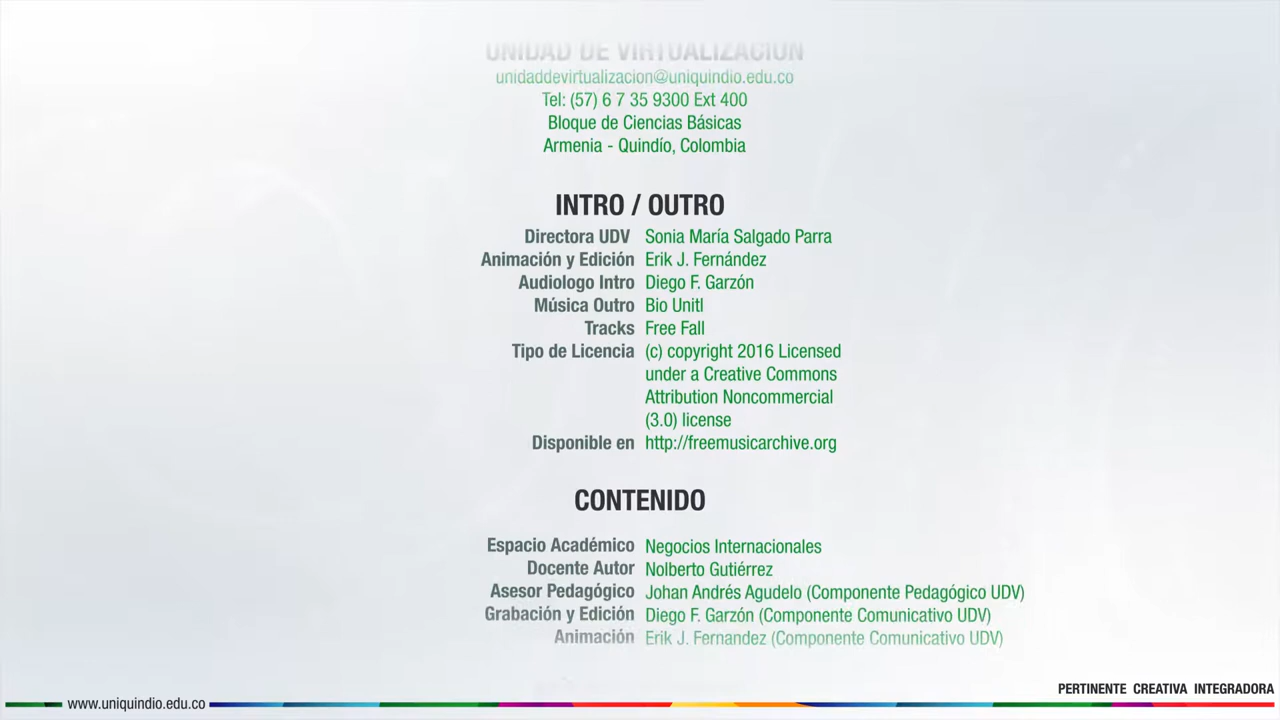 UNIDAD DE VIRTUALIZACIÓN
unidaddevirtualizacion@uniquindio.edu.co
Tel: (57) 6 7 35 9300 Ext 400
Bloque de Ciencias Básicas
Armenia - Quindío, Colombia
INTRO / OUTRO
Directora UDV Sonia María Salgado Parra
Animación y Edición Erik J. Fernández
Audiologo Intro Diego F. Garzón
Música Outro Bio Unitl
Tracks Free Fall
Tipo de Licencia (c) copyright 2016 Licensed
under a Creative Commons
Attribution Noncommercial
(3.0) license
Disponible en http://freemusicarchive.org
CONTENIDO
Espacio Académico Negocios Internacionales
Docente Autor Nolberto Gutiérrez
Asesor Pedagógico Johan Andrés Agudelo (Componente Pedagógico UDV)
Grabación y Edición Diego F. Garzón (Componente Comunicativo UDV)
Animación Erik J. Fernandez (Componente Comunicativo UDV)
PERTINENTE CREATIVA INTEGRADORA
www.uniquindio.edu.co